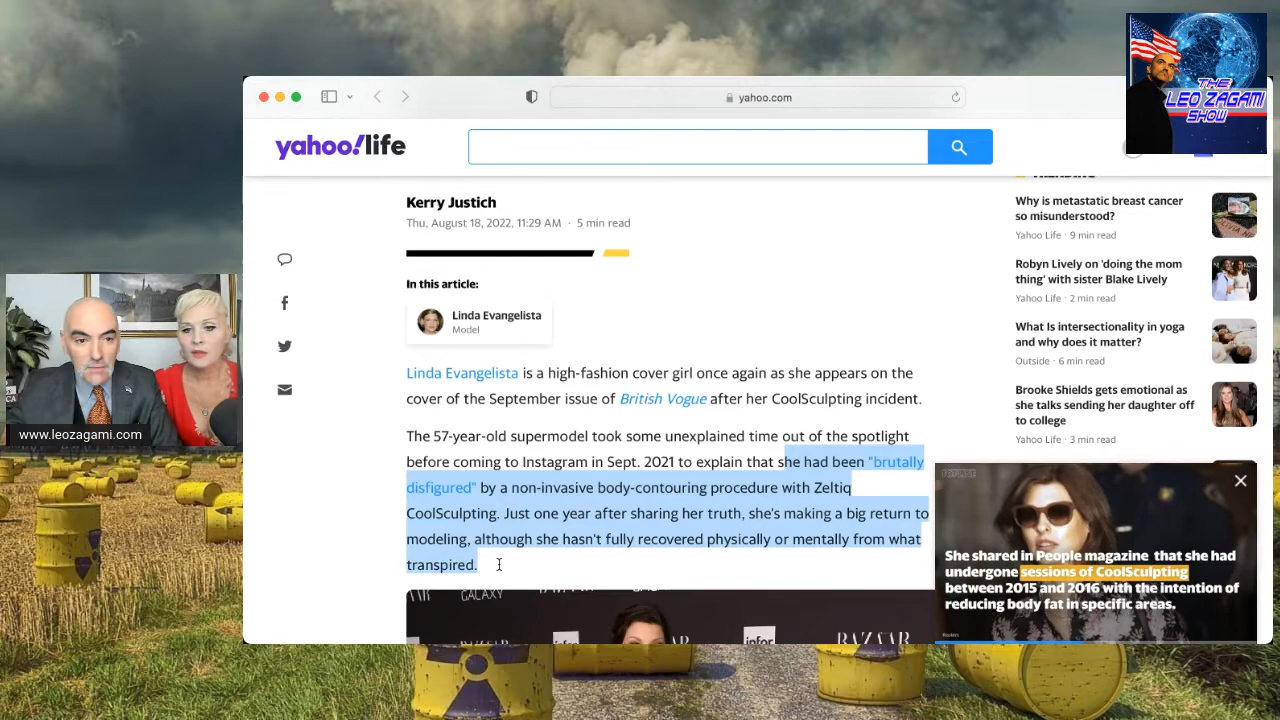 THE
LEO ZAGAMI
SHOW
yahoo.com
yahoo!life
Kerry Justich
Thu, August 18, 2022, 11:29 AM · 5 min read
In this article:
Linda Evangelista
Model
Linda Evangelista is a high-fashion cover girl once again as she appears on the
cover of the September issue of British Vogue after her CoolSculpting incident.
The 57-year-old supermodel took some unexplained time out of the spotlight
before coming to Instagram in Sept. 2021 to explain that she had been "brutally
disfigured" by a non-invasive body-contouring procedure with Zeltiq
CoolSculpting. Just one year after sharing her truth, she's making a big return to
modeling, although she hasn't fully recovered physically or mentally from what
transpired.
GALAXY
infor
BAZAAR
infor
BAZAAR
TRENDING
Why is metastatic breast cancer
so misunderstood?
Yahoo Life · 9 min read
Robyn Lively on 'doing the mom
thing' with sister Blake Lively
Yahoo Life · 2 min read
What Is intersectionality in yoga
and why does it matter?
Outside · 6 min read
Brooke Shields gets emotional as
she talks sending her daughter off
to college
Yahoo Life · 3 min read
She shared in People magazine that she had
undergone sessions of CoolSculpting
between 2015 and 2016 with the intention of
reducing body fat in specific areas.
Reuters
www.leozagami.com